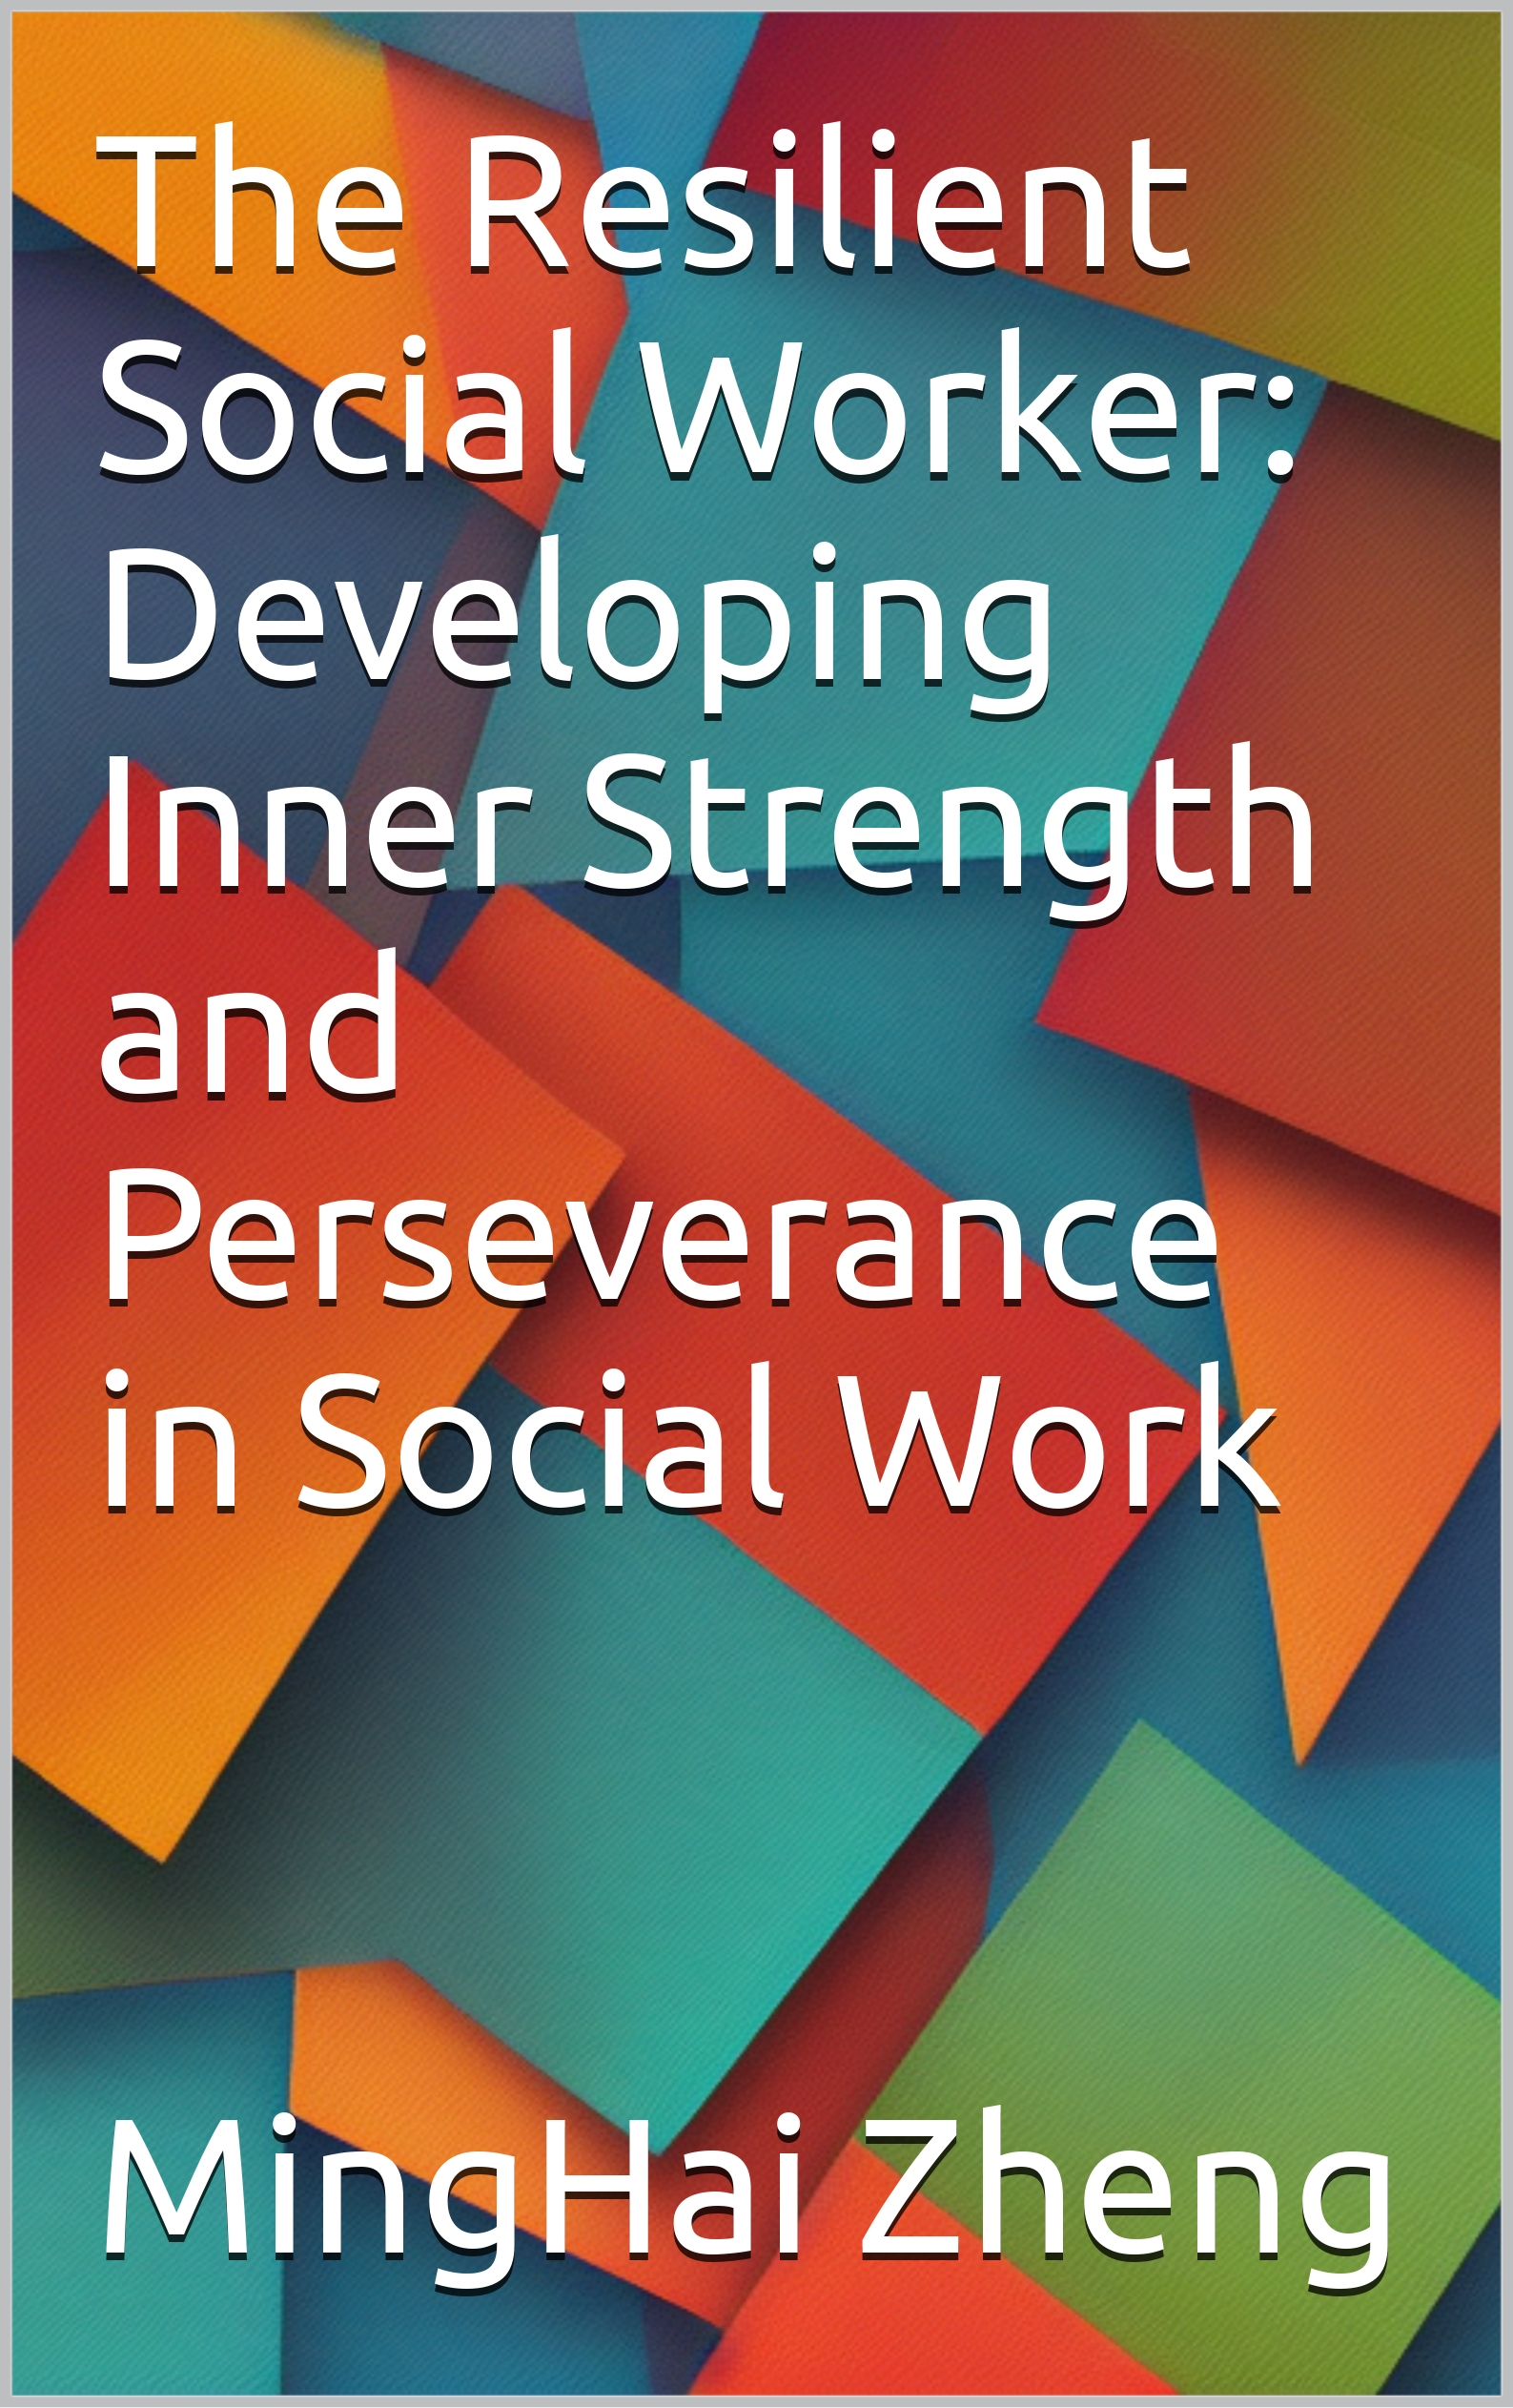 The Resilient
Social Worker:
Developing
Inner Strength
and
Perseverance
in Social Work
MingHai Zheng